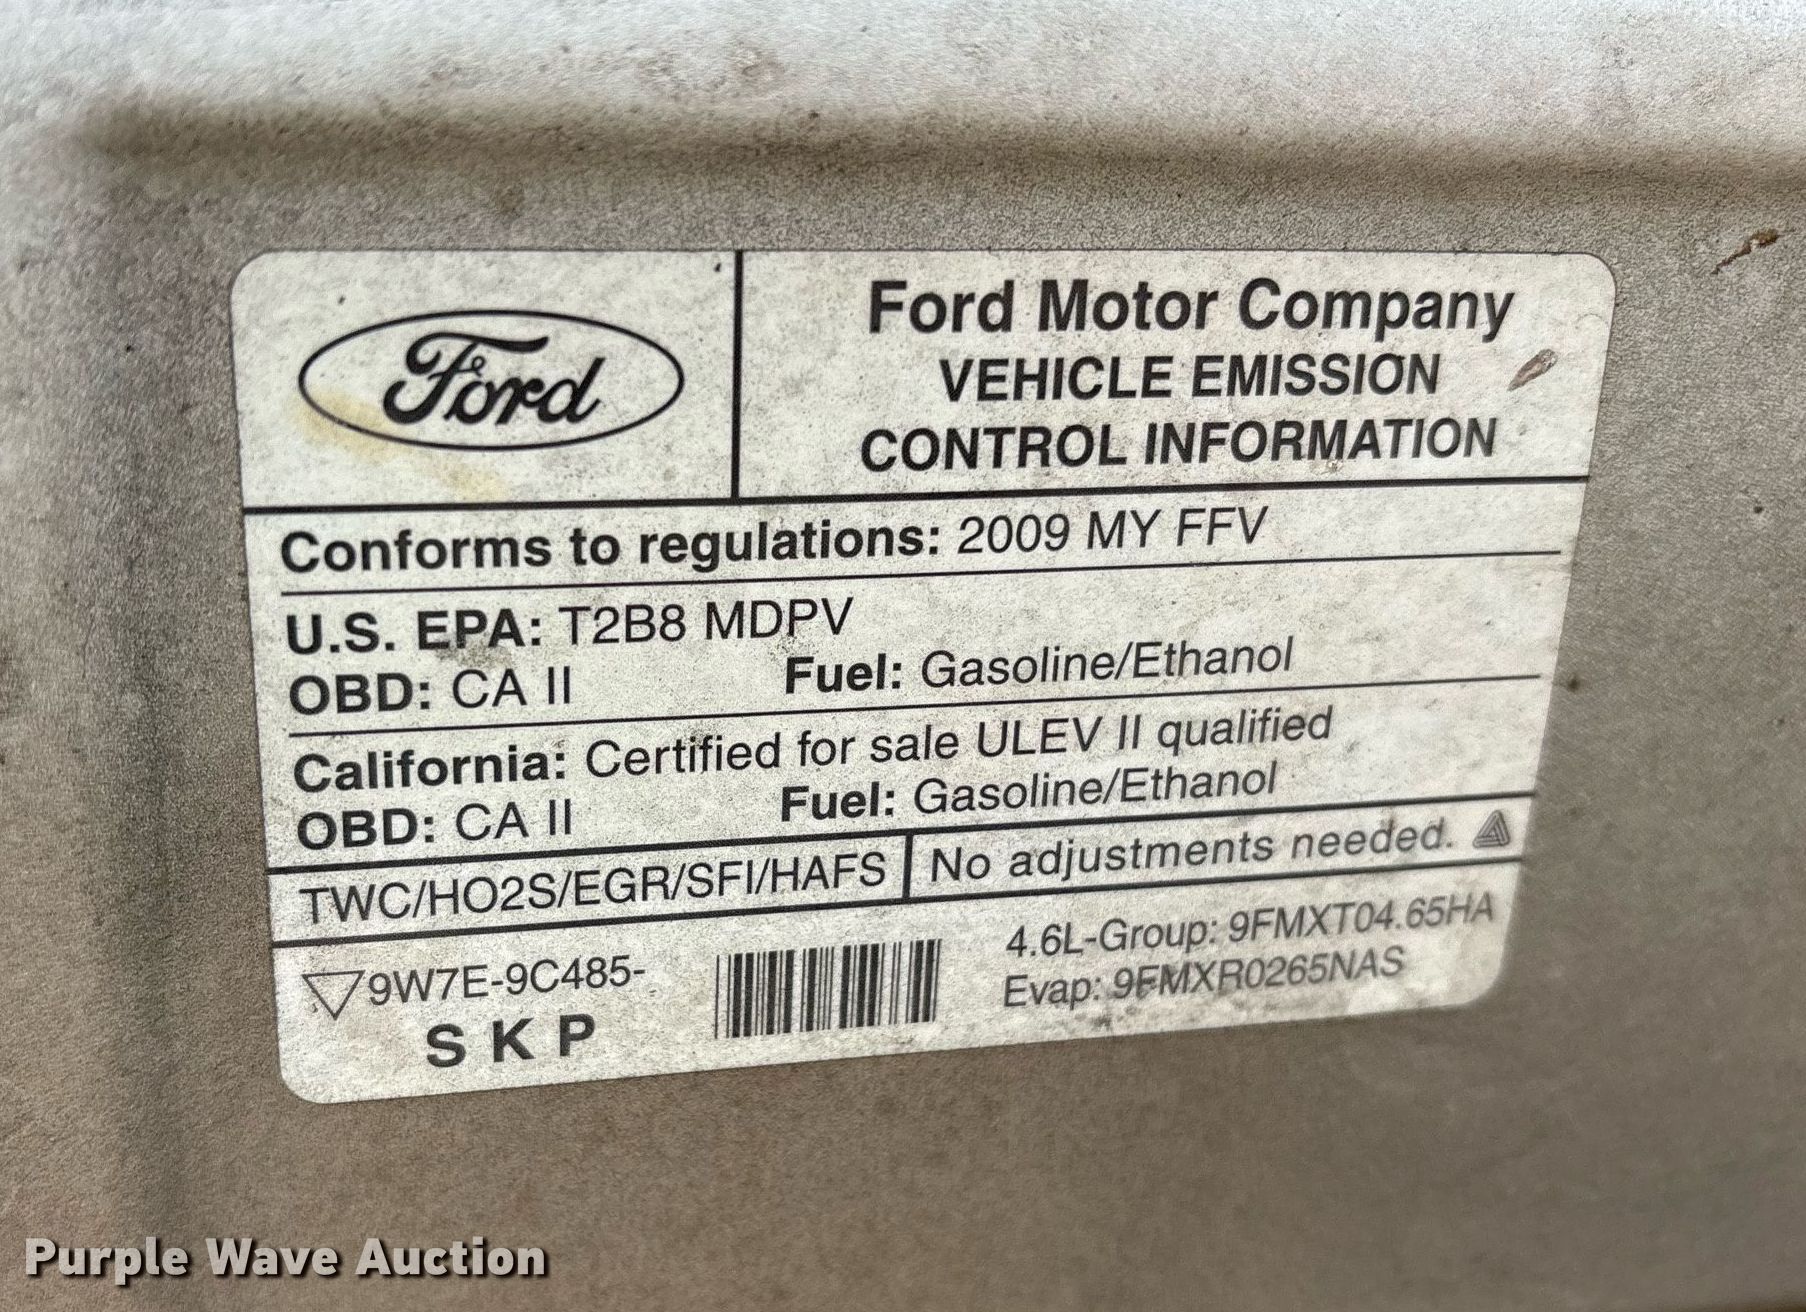 Ford
Ford Motor Company
VEHICLE EMISSION
CONTROL INFORMATION
Conforms to regulations: 2009 MY FFV
U.S. EPA: T2B8 MDPV
OBD: CA II Fuel: Gasoline/Ethanol
California: Certified for sale ULEV II qualified
OBD: CA II Fuel: Gasoline/Ethanol
TWC/HO2S/EGR/SFI/HAFS No adjustments needed.
9W7E-9C485-
S K P
4.6L-Group: 9FMXT04.65HA
Evap: 9FMXR0265NAS
Purple Wave Auction